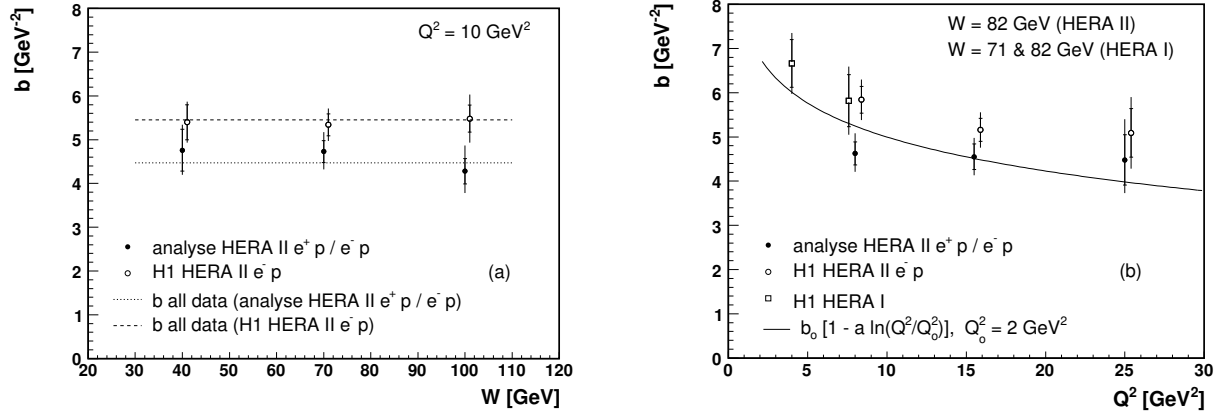 b [GeV⁻²]
8
7
6
5
4
3
2
1
0
Q² = 10 GeV²
analyse HERA II e⁺ p / e⁻ p
H1 HERA II e⁻ p
(a)
b all data (analyse HERA II e⁺ p / e⁻ p)
b all data (H1 HERA II e⁻ p)
20 30 40 50 60 70 80 90 100 110 120
W [GeV]
b [GeV⁻²]
8
7
6
5
4
3
2
1
0
W = 82 GeV (HERA II)
W = 71 & 82 GeV (HERA I)
analyse HERA II e⁺ p / e⁻ p
H1 HERA II e⁻ p
(b)
H1 HERA I
bₒ [1 - a ln(Q²/Qₒ²)], Qₒ² = 2 GeV²
0 5 10 15 20 25 30
Q² [GeV²]